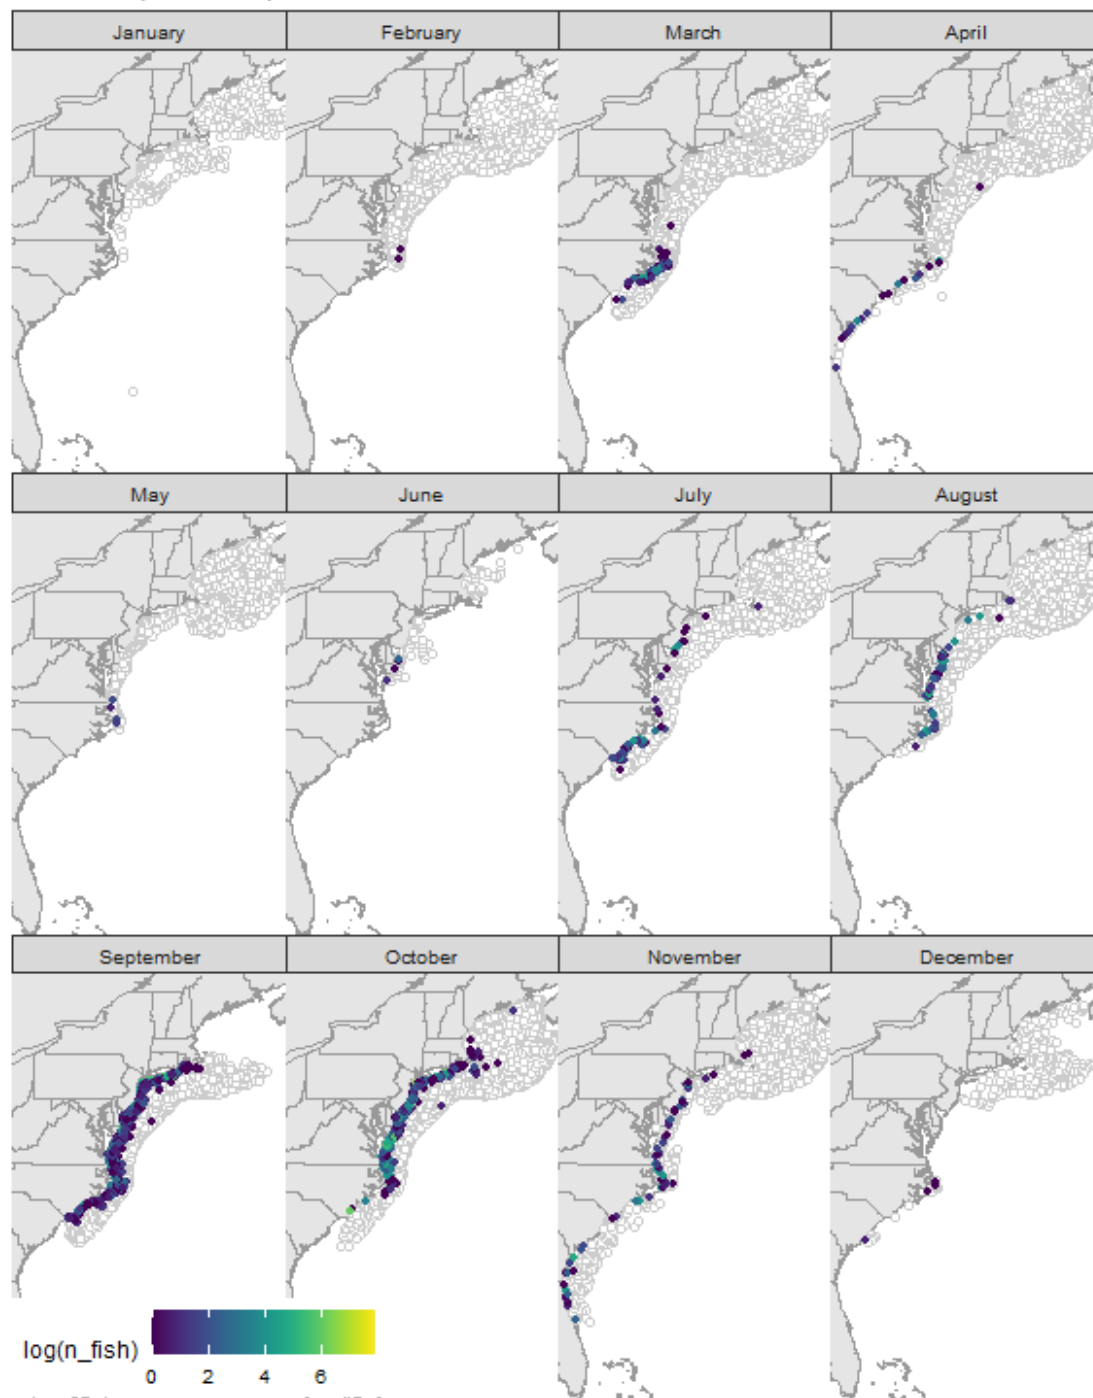 January February March April
May June July August
September October November December
log(n_fish)
0 2 4 6